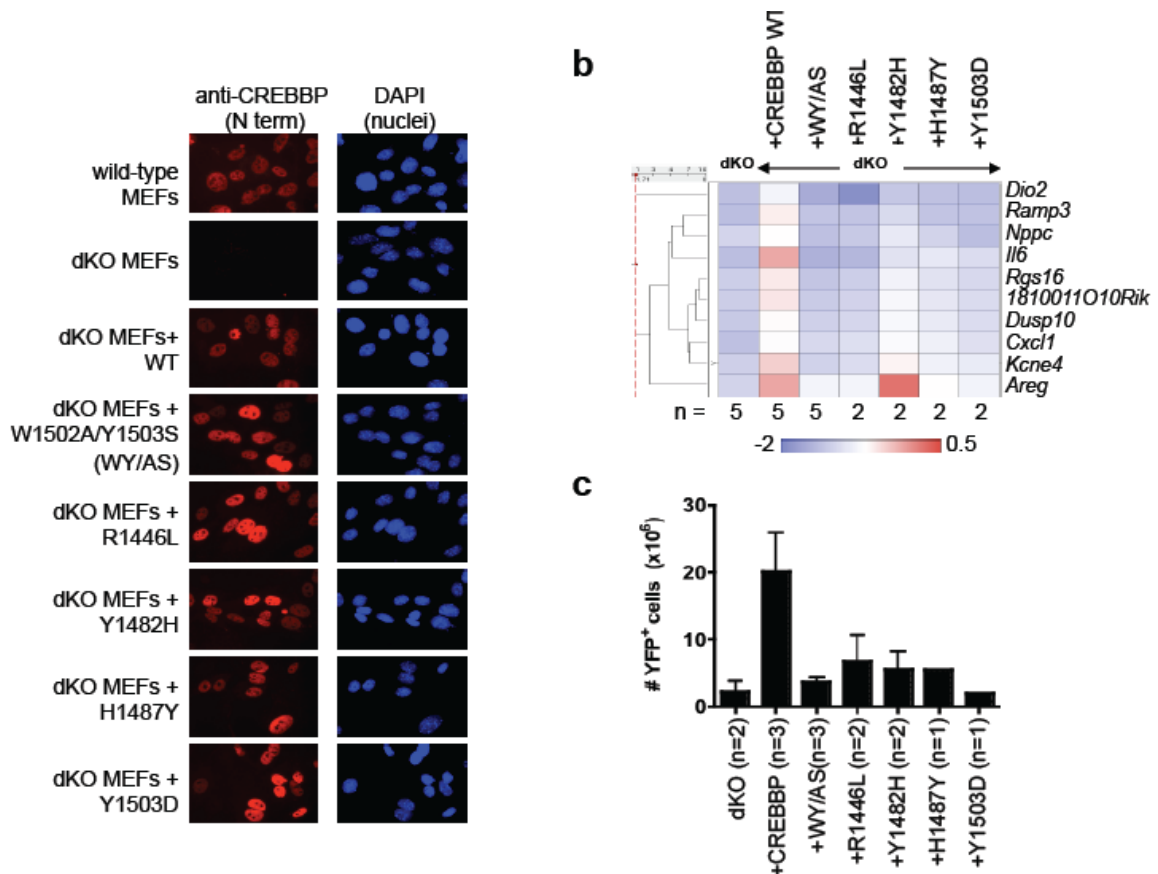 anti-CREBBP
(N term)
DAPI
(nuclei)
wild-type
MEFs
dKO MEFs
dKO MEFs+
WT
dKO MEFs +
W1502A/Y1503S
(WY/AS)
dKO MEFs +
R1446L
dKO MEFs +
Y1482H
dKO MEFs +
H1487Y
dKO MEFs +
Y1503D
b
+CREBBP WT
+WY/AS
+R1446L
+Y1482H
+H1487Y
+Y1503D
dKO
dKO
Dio2
Ramp3
Nppc
Il6
Rgs16
1810011O10Rik
Dusp10
Cxcl1
Kcne4
Areg
n = 5 5 5 2 2 2 2
-2 0.5
c
# YFP+ cells (x10⁶)
30
20
10
0
dKO (n=2)
+CREBBP (n=3)
+WY/AS(n=3)
+R1446L (n=2)
+Y1482H (n=2)
+H1487Y (n=1)
+Y1503D (n=1)